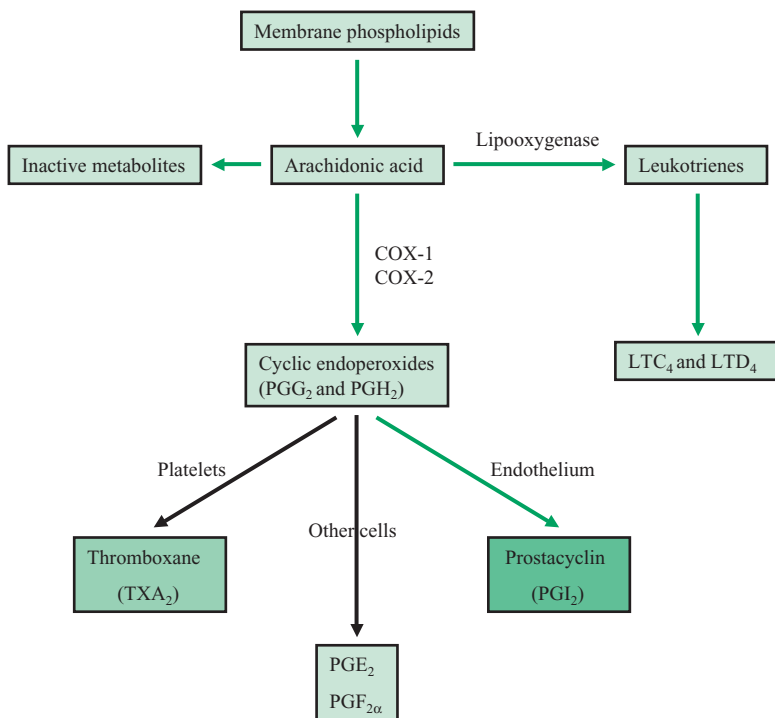 Membrane phospholipids
Lipooxygenase
Inactive metabolites
Arachidonic acid
Leukotrienes
COX-1
COX-2
Cyclic endoperoxides
(PGG₂ and PGH₂)
LTC₄ and LTD₄
Platelets
Endothelium
Other cells
Thromboxane
(TXA₂)
Prostacyclin
(PGI₂)
PGE₂
PGF₂α